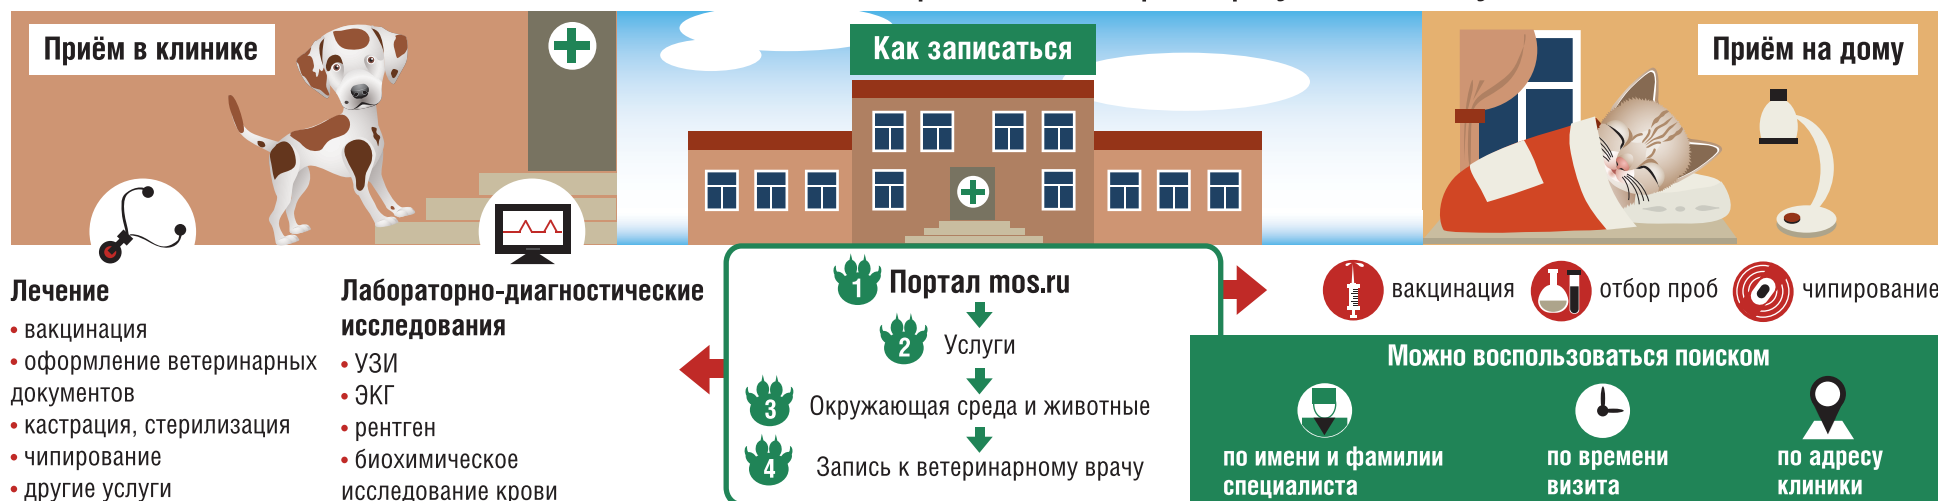 Приём в клинике
Как записаться
Приём на дому
Лечение
• вакцинация
• оформление ветеринарных
документов
• кастрация, стерилизация
• чипирование
• другие услуги
Лабораторно-диагностические
исследования
• УЗИ
• ЭКГ
• рентген
• биохимическое
исследование крови
1 Портал mos.ru
2 Услуги
3 Окружающая среда и животные
4 Запись к ветеринарному врачу
вакцинация
отбор проб
чипирование
Можно воспользоваться поиском
по имени и фамилии
специалиста
по времени
визита
по адресу
клиники